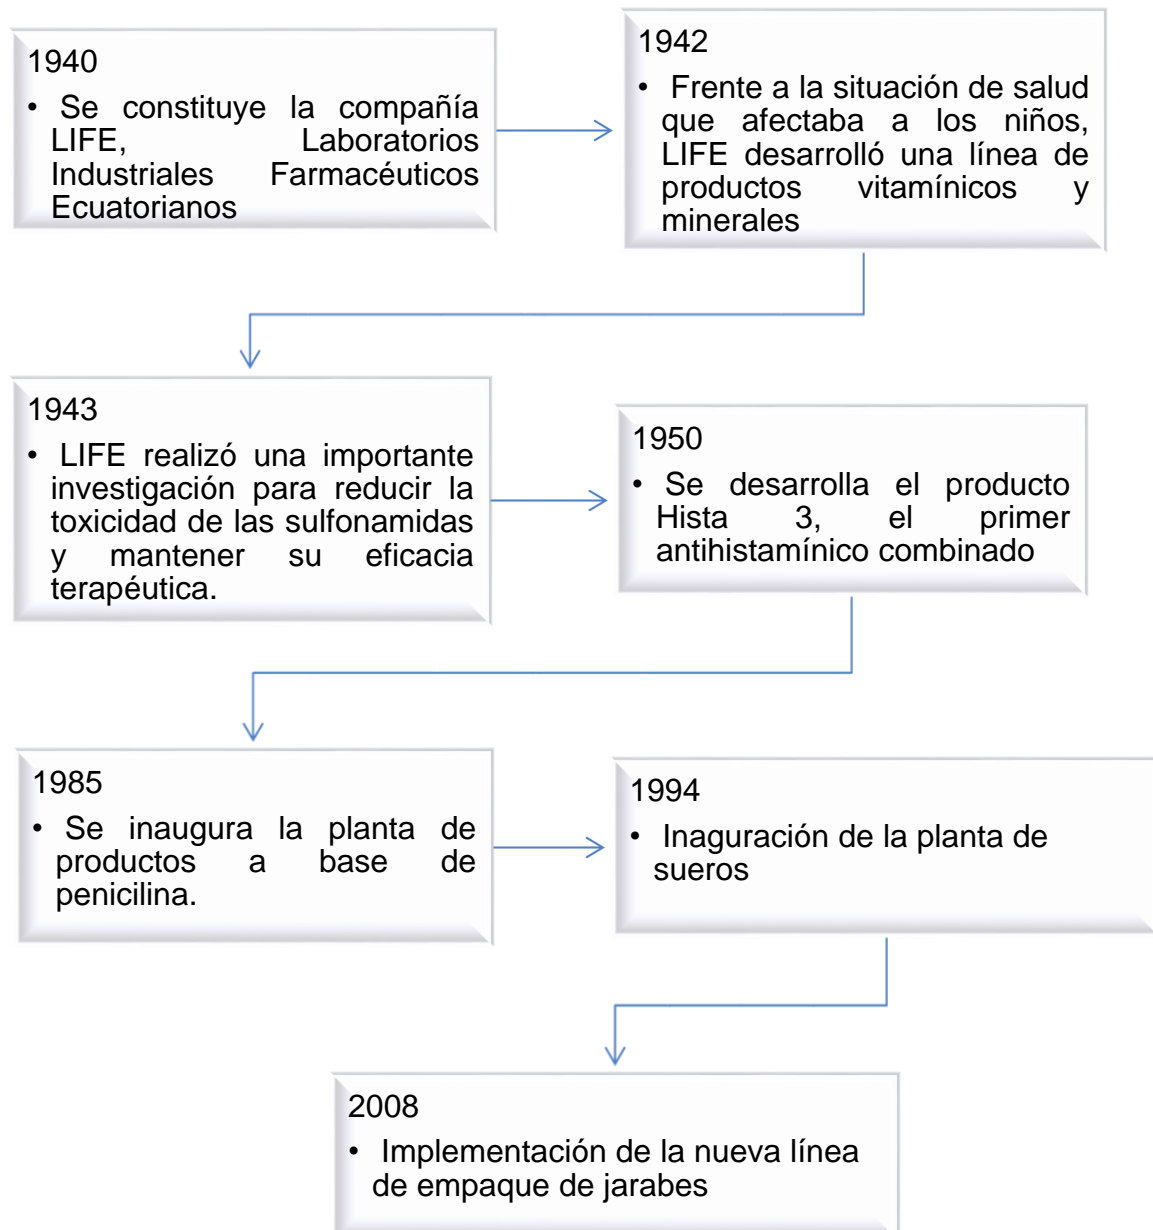 1940
• Se constituye la compañía
LIFE, Laboratorios
Industriales Farmacéuticos
Ecuatorianos
1942
• Frente a la situación de salud
que afectaba a los niños,
LIFE desarrolló una línea de
productos vitamínicos y
minerales
1943
• LIFE realizó una importante
investigación para reducir la
toxicidad de las sulfonamidas
y mantener su eficacia
terapéutica.
1950
• Se desarrolla el producto
Hista 3, el primer
antihistamínico combinado
1985
• Se inaugura la planta de
productos a base de
penicilina.
1994
• Inaguración de la planta de
sueros
2008
• Implementación de la nueva línea
de empaque de jarabes